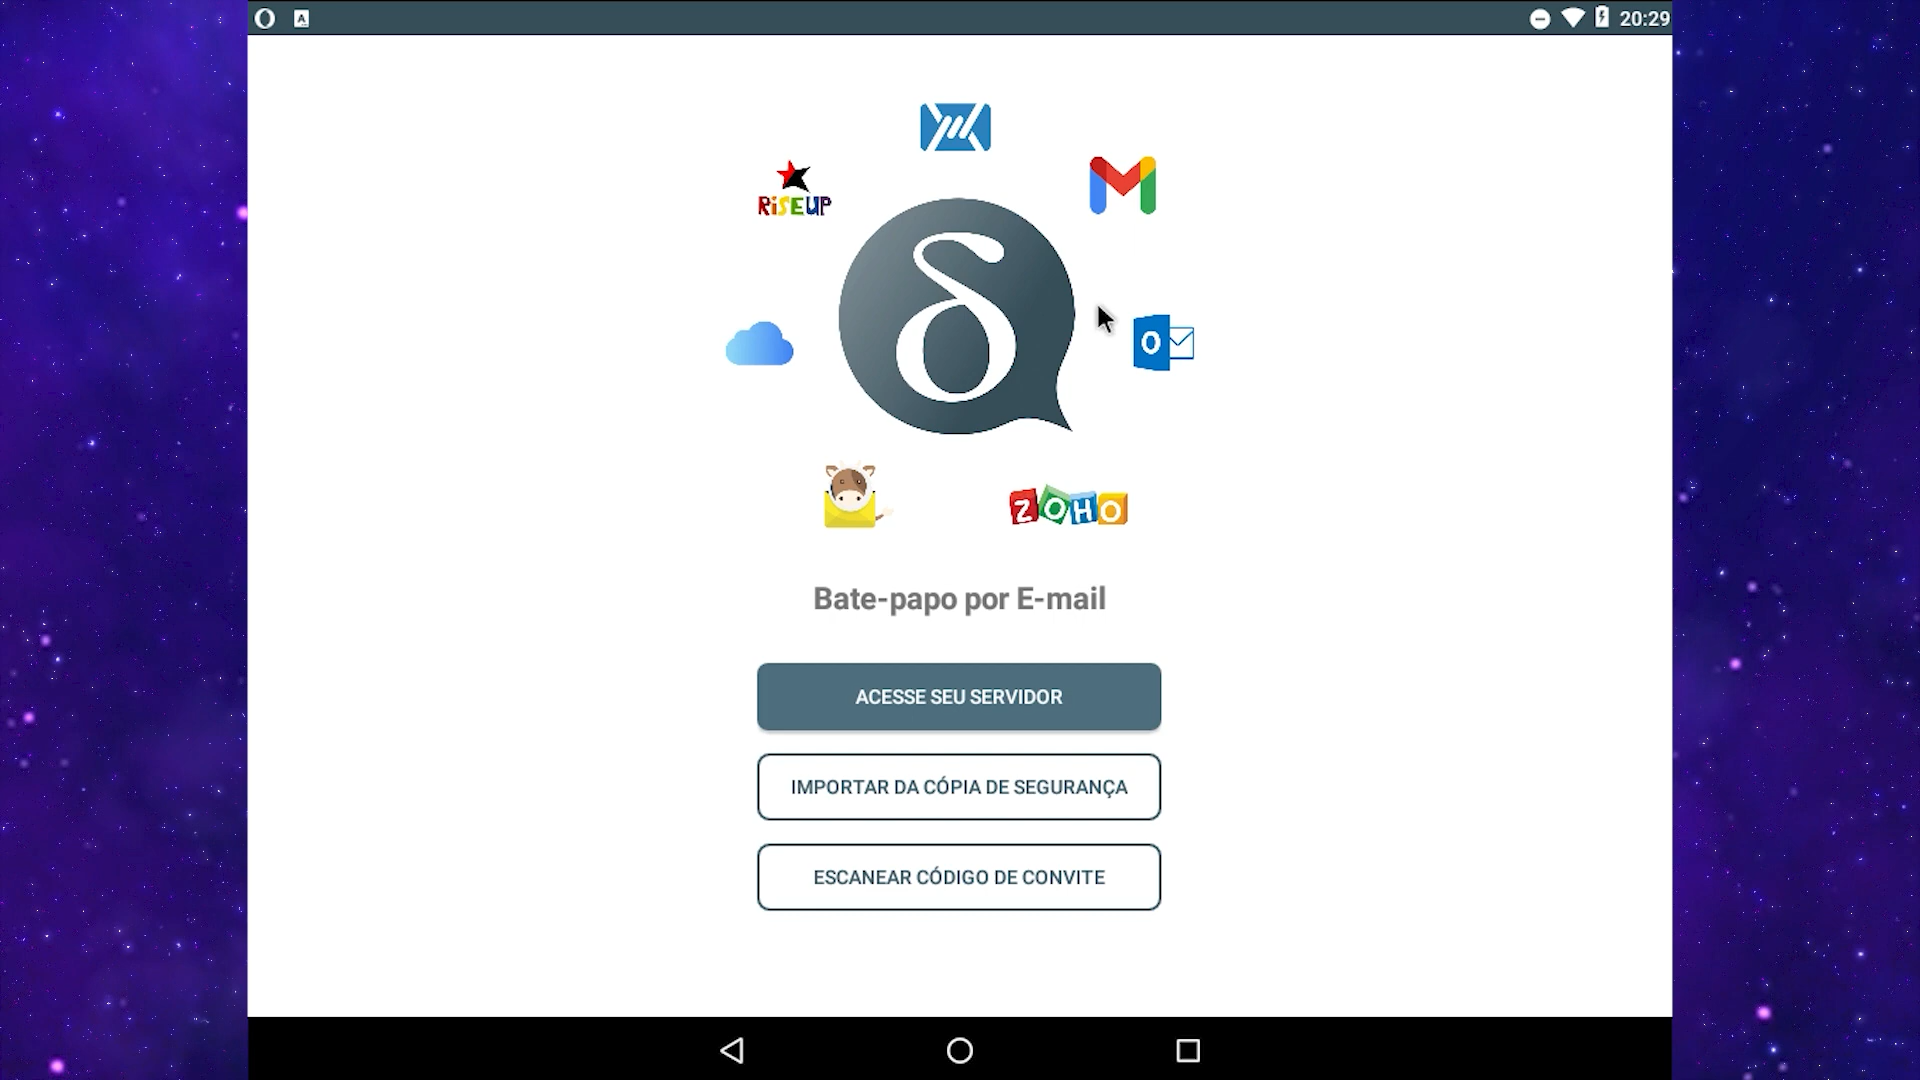 20:29
RiSEUP
δ
O
ZOHO
Bate-papo por E-mail
ACESSE SEU SERVIDOR
IMPORTAR DA CÓPIA DE SEGURANÇA
ESCANEAR CÓDIGO DE CONVITE